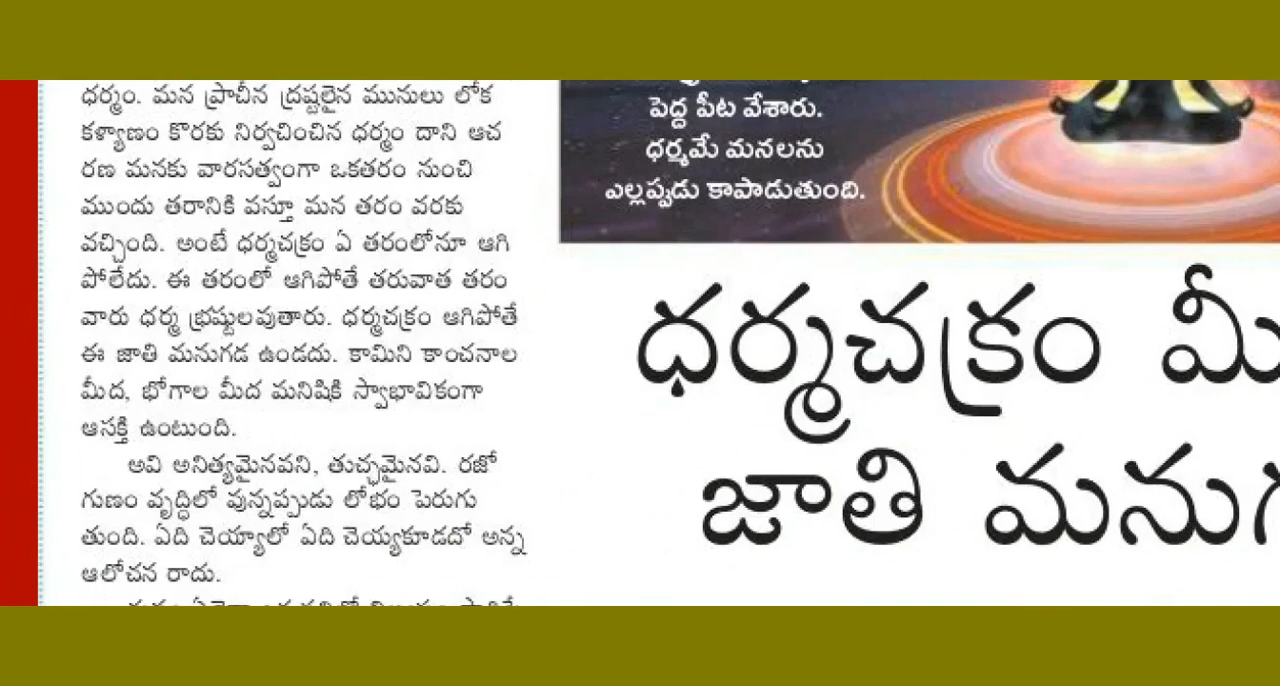 ధర్మం. మన ప్రాచీన ద్రష్టలైన మునులు లోక
కళ్యాణం కొరకు నిర్వచించిన ధర్మం దాని ఆచ
రణ మనకు వారసత్వంగా ఒకతరం నుంచి
ముందు తరానికి వస్తూ మన తరం వరకు
వచ్చింది. అంటే ధర్మచక్రం ఏ తరంలోనూ ఆగి
పోలేదు. ఈ తరంలో ఆగిపోతే తరువాత తరం
వారు ధర్మ భ్రష్టులవుతారు. ధర్మచక్రం ఆగిపోతే
ఈ జాతి మనుగడ ఉండదు. కామిని కాంచనాల
మీద, భోగాల మీద మనిషికి స్వాభావికంగా
ఆసక్తి ఉంటుంది.
అవి అనిత్యమైనవని, తుచ్ఛమైనవి. రజో
గుణం వృద్ధిలో వున్నప్పుడు లోభం పెరుగు
తుంది. ఏది చెయ్యాలో ఏది చెయ్యకూడదో అన్న
ఆలోచన రాదు.
పెద్ద పీట వేశారు.
ధర్మమే మనలను
ఎల్లప్పుడు కాపాడుతుంది.
ధర్మచక్రం మీ
జాతి మను